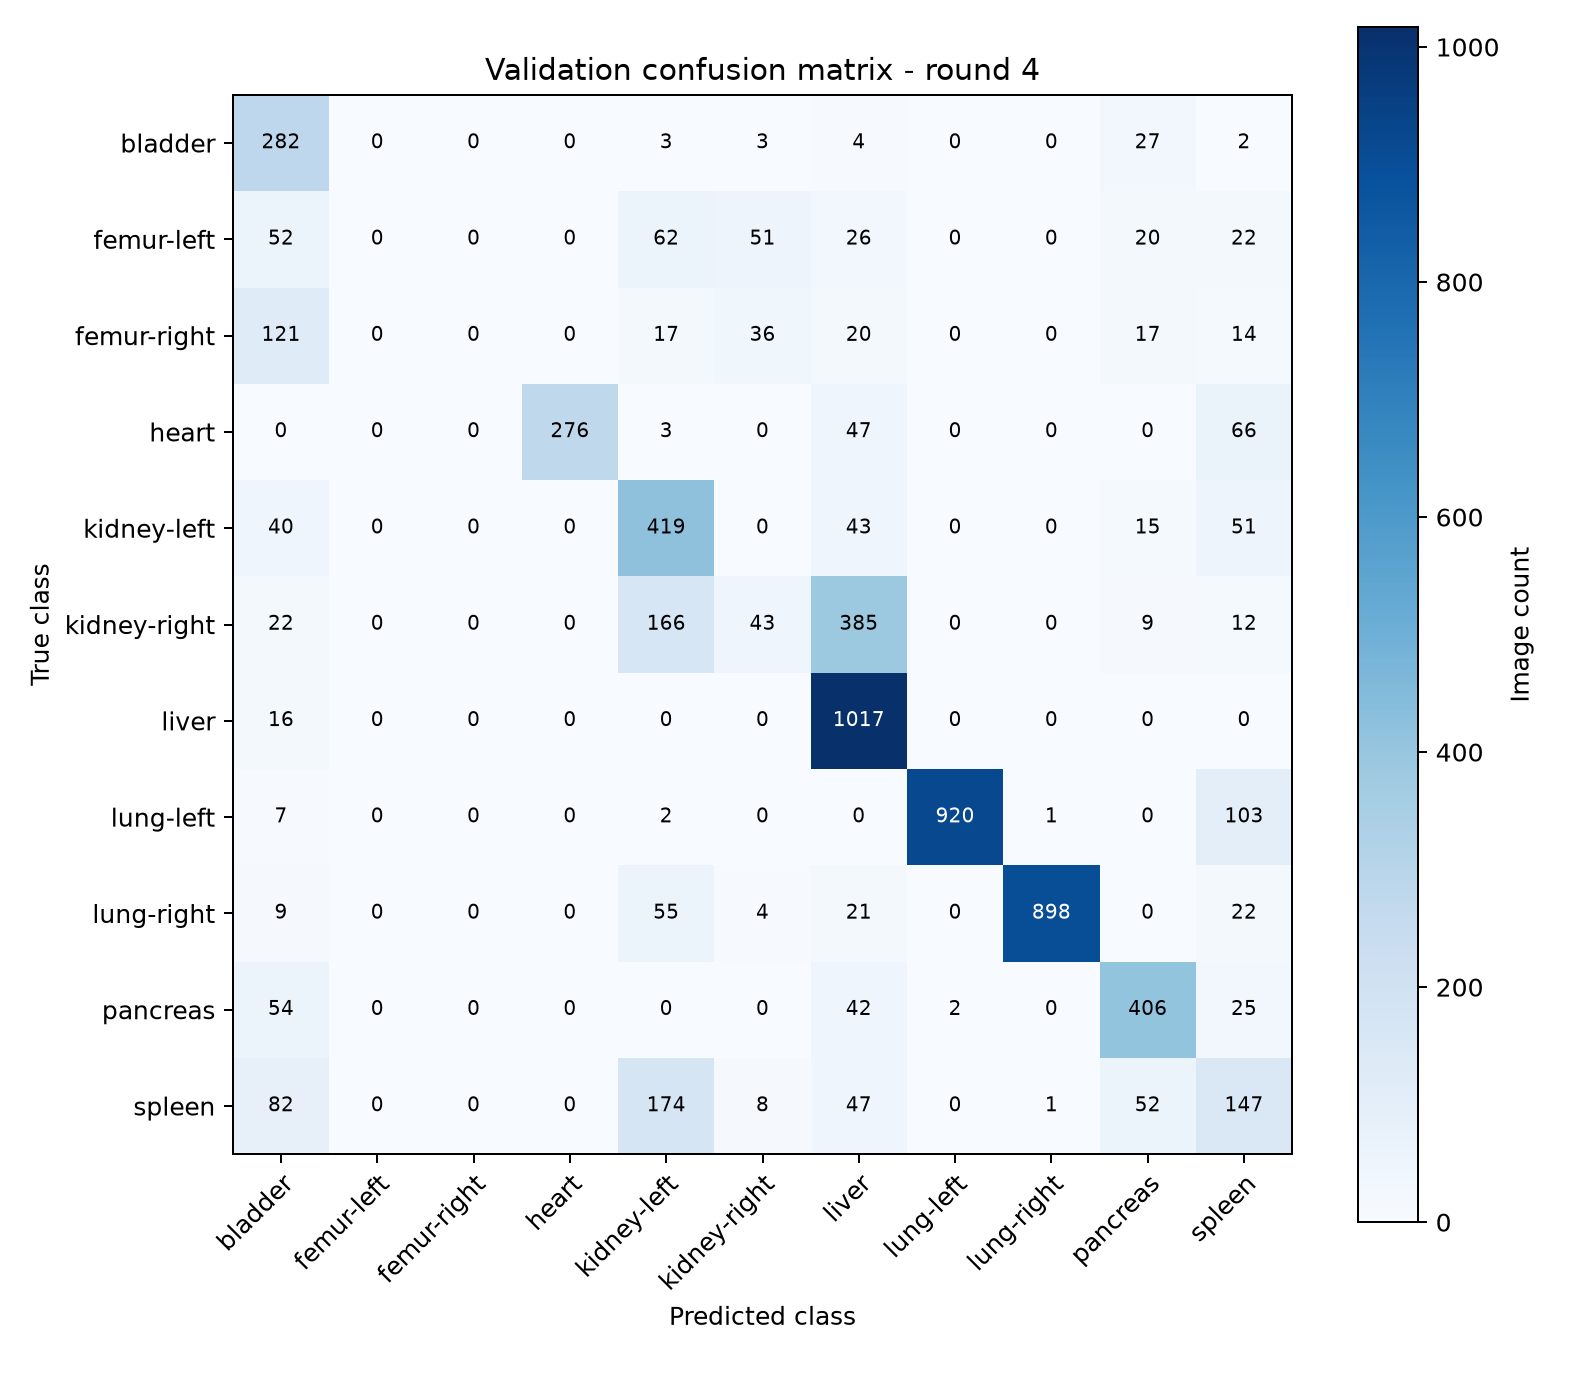 Validation confusion matrix - round 4
True class
bladder 282 0 0 0 3 3 4 0 0 27 2
femur-left 52 0 0 0 62 51 26 0 0 20 22
femur-right 121 0 0 0 17 36 20 0 0 17 14
heart 0 0 0 276 3 0 47 0 0 0 66
kidney-left 40 0 0 0 419 0 43 0 0 15 51
kidney-right 22 0 0 0 166 43 385 0 0 9 12
liver 16 0 0 0 0 0 1017 0 0 0 0
lung-left 7 0 0 0 2 0 0 920 1 0 103
lung-right 9 0 0 0 55 4 21 0 898 0 22
pancreas 54 0 0 0 0 0 42 2 0 406 25
spleen 82 0 0 0 174 8 47 0 1 52 147
bladder femur-left femur-right heart kidney-left kidney-right liver lung-left lung-right pancreas spleen
Predicted class
1000
800
600
400
200
0
Image count